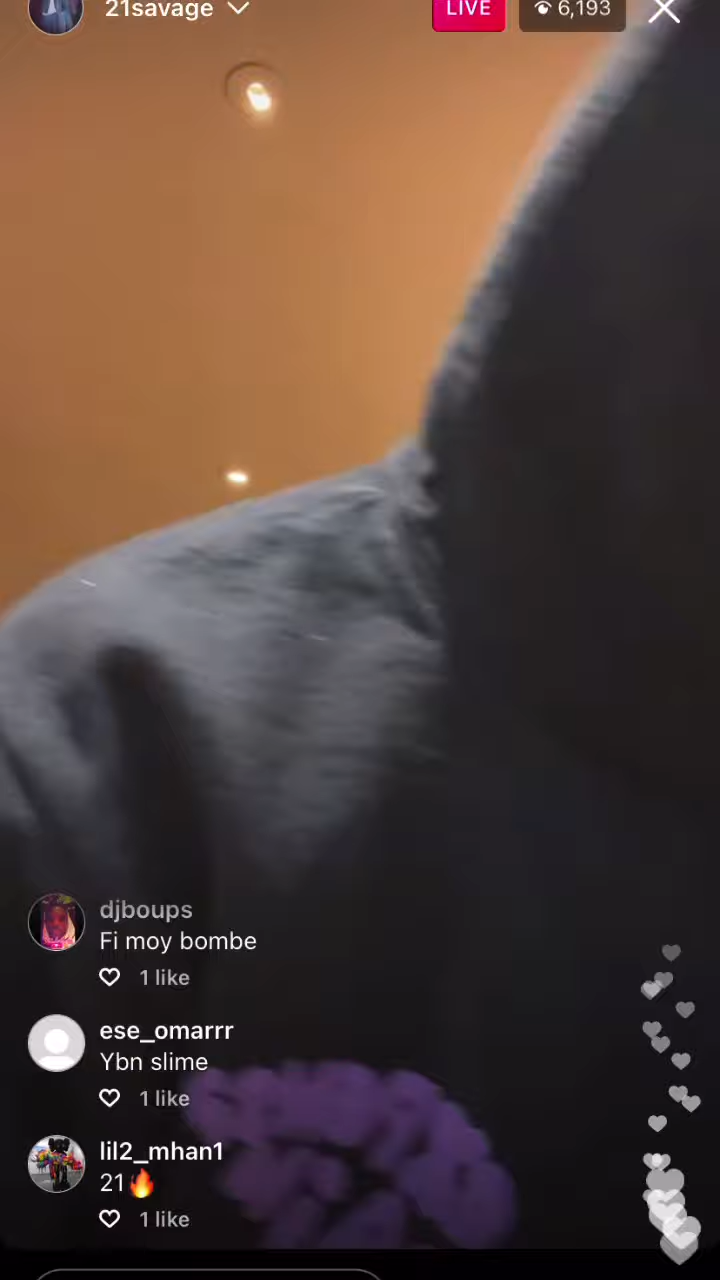 21savage
LIVE
6,193
djboups
Fi moy bombe
1 like
ese_omarrr
Ybn slime
1 like
lil2_mhan1
21🔥
1 like